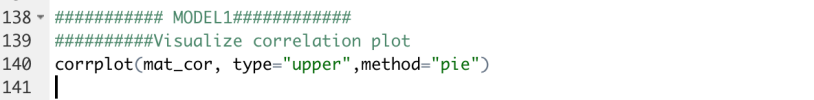 138 ########### MODEL1############
139 ##########Visualize correlation plot
140 corrplot(mat_cor, type="upper",method="pie")
141